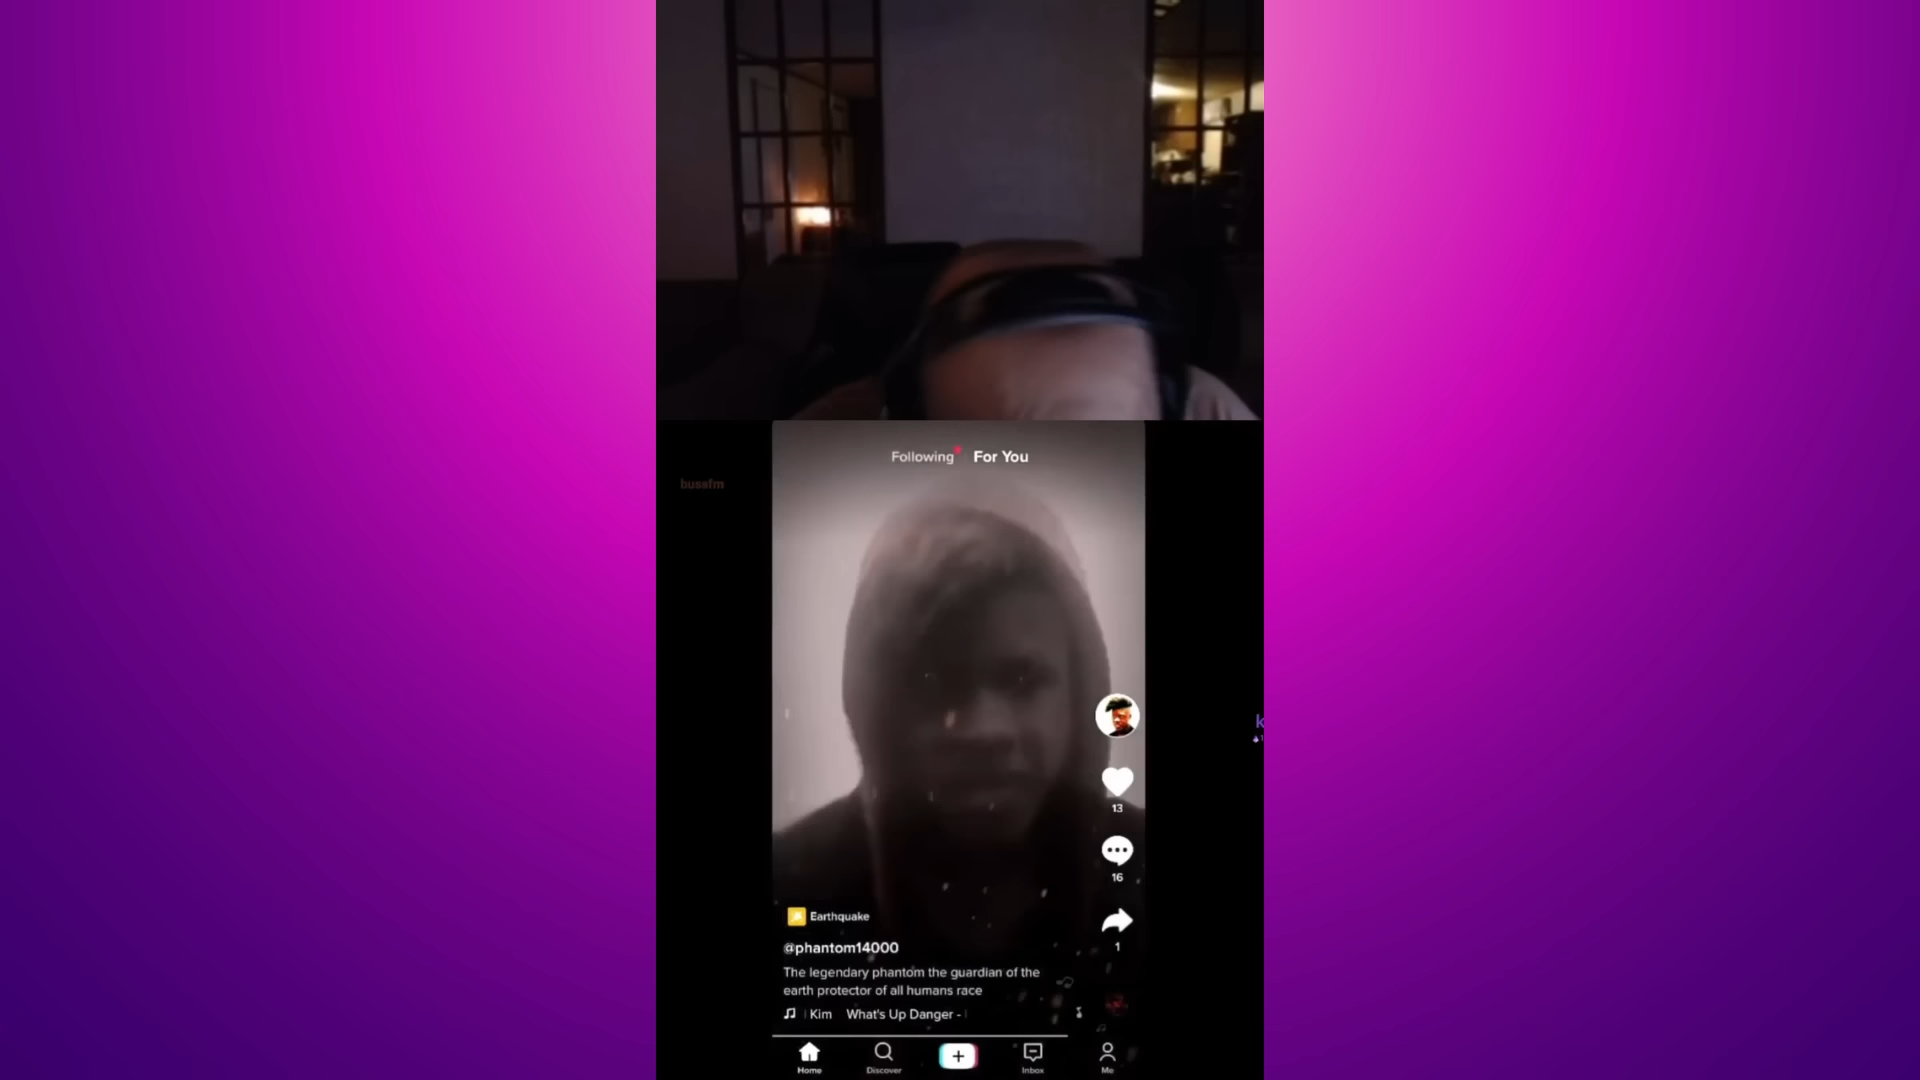 Following
For You
bussfm
13
16
1
Earthquake
@phantom14000
The legendary phantom the guardian of the
earth protector of all humans race
Kim What's Up Danger -
Home
Discover
Inbox
Me